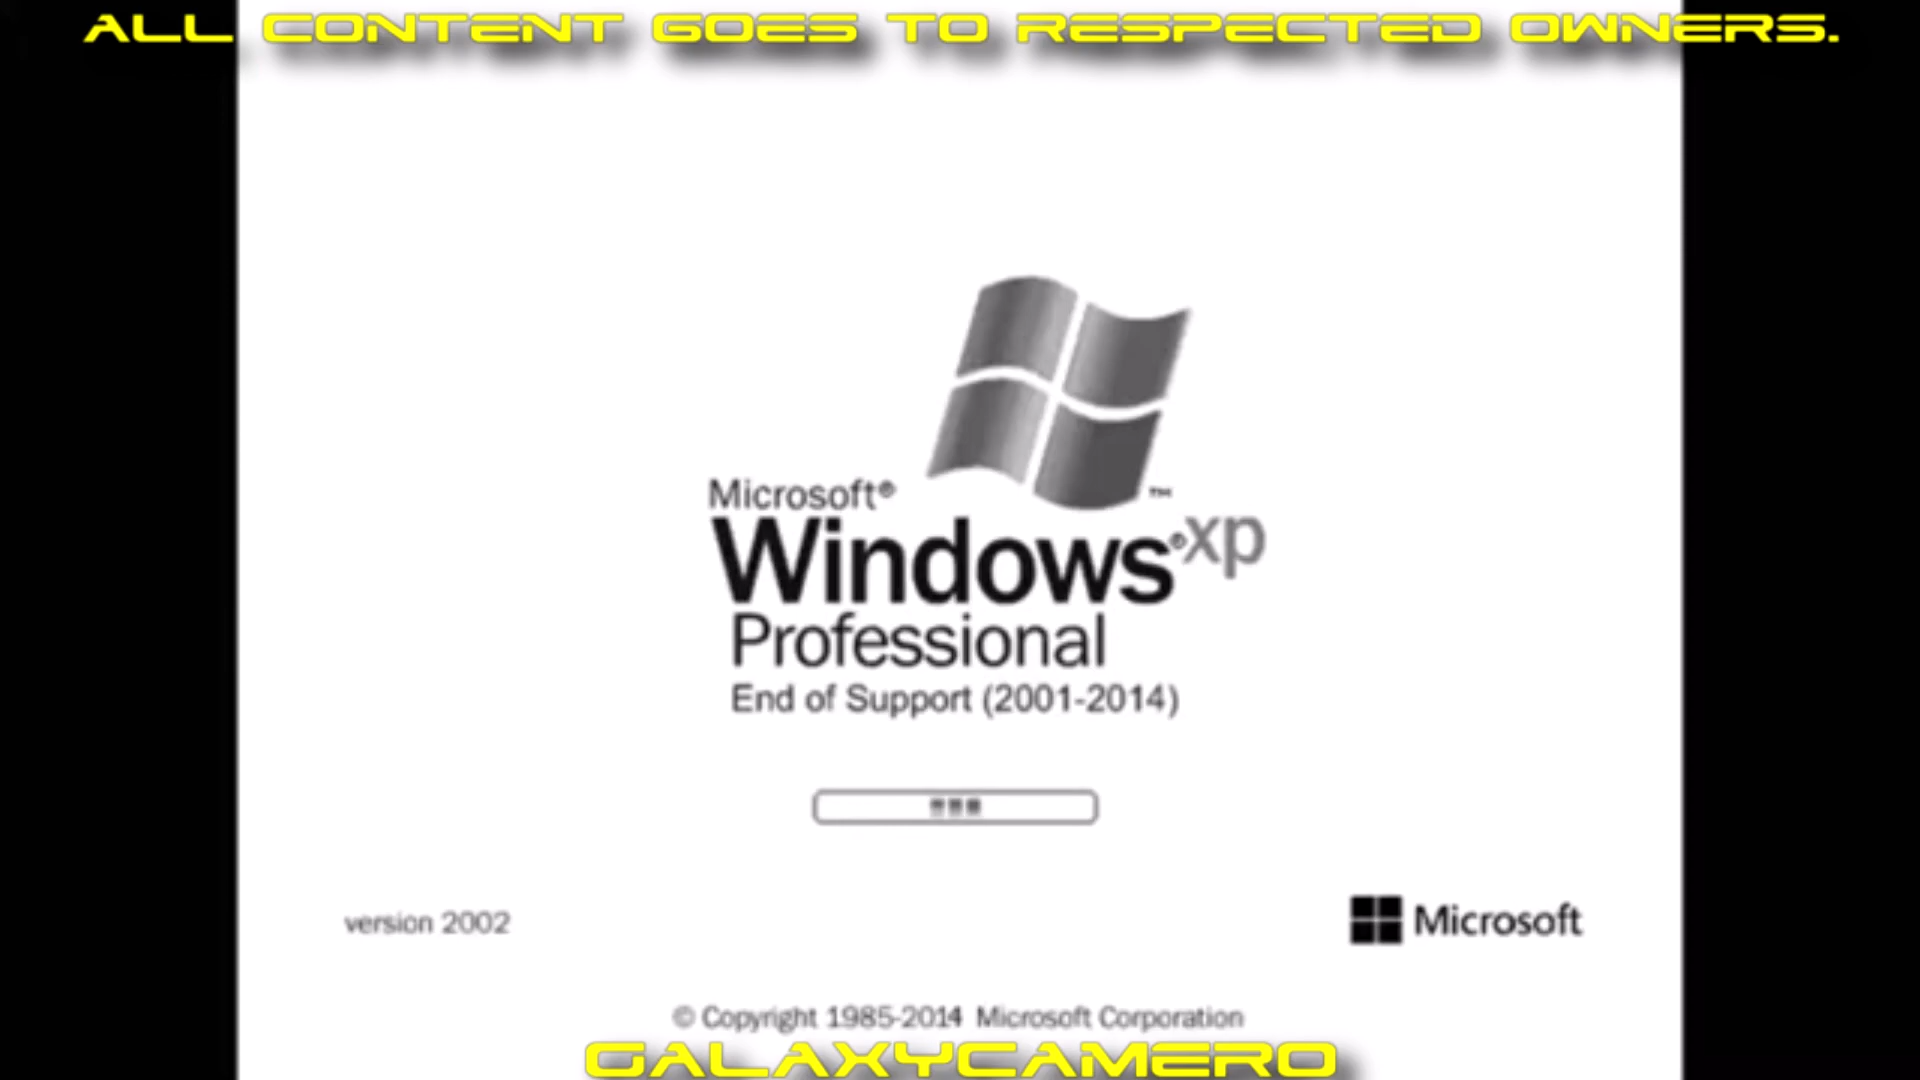 ALL CONTENT GOES TO RESPECTED OWNERS.
Microsoft®
Windows® xp
™
Professional
End of Support (2001-2014)
version 2002
Microsoft
© Copyright 1985-2014 Microsoft Corporation
GALAXYCAMERO